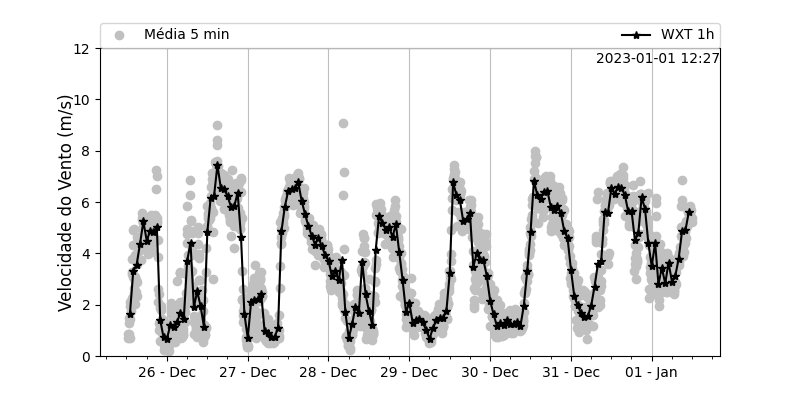 Média 5 min
WXT 1h
2023-01-01 12:27
Velocidade do Vento (m/s)
12
10
8
6
4
2
0
26 - Dec 27 - Dec 28 - Dec 29 - Dec 30 - Dec 31 - Dec 01 - Jan